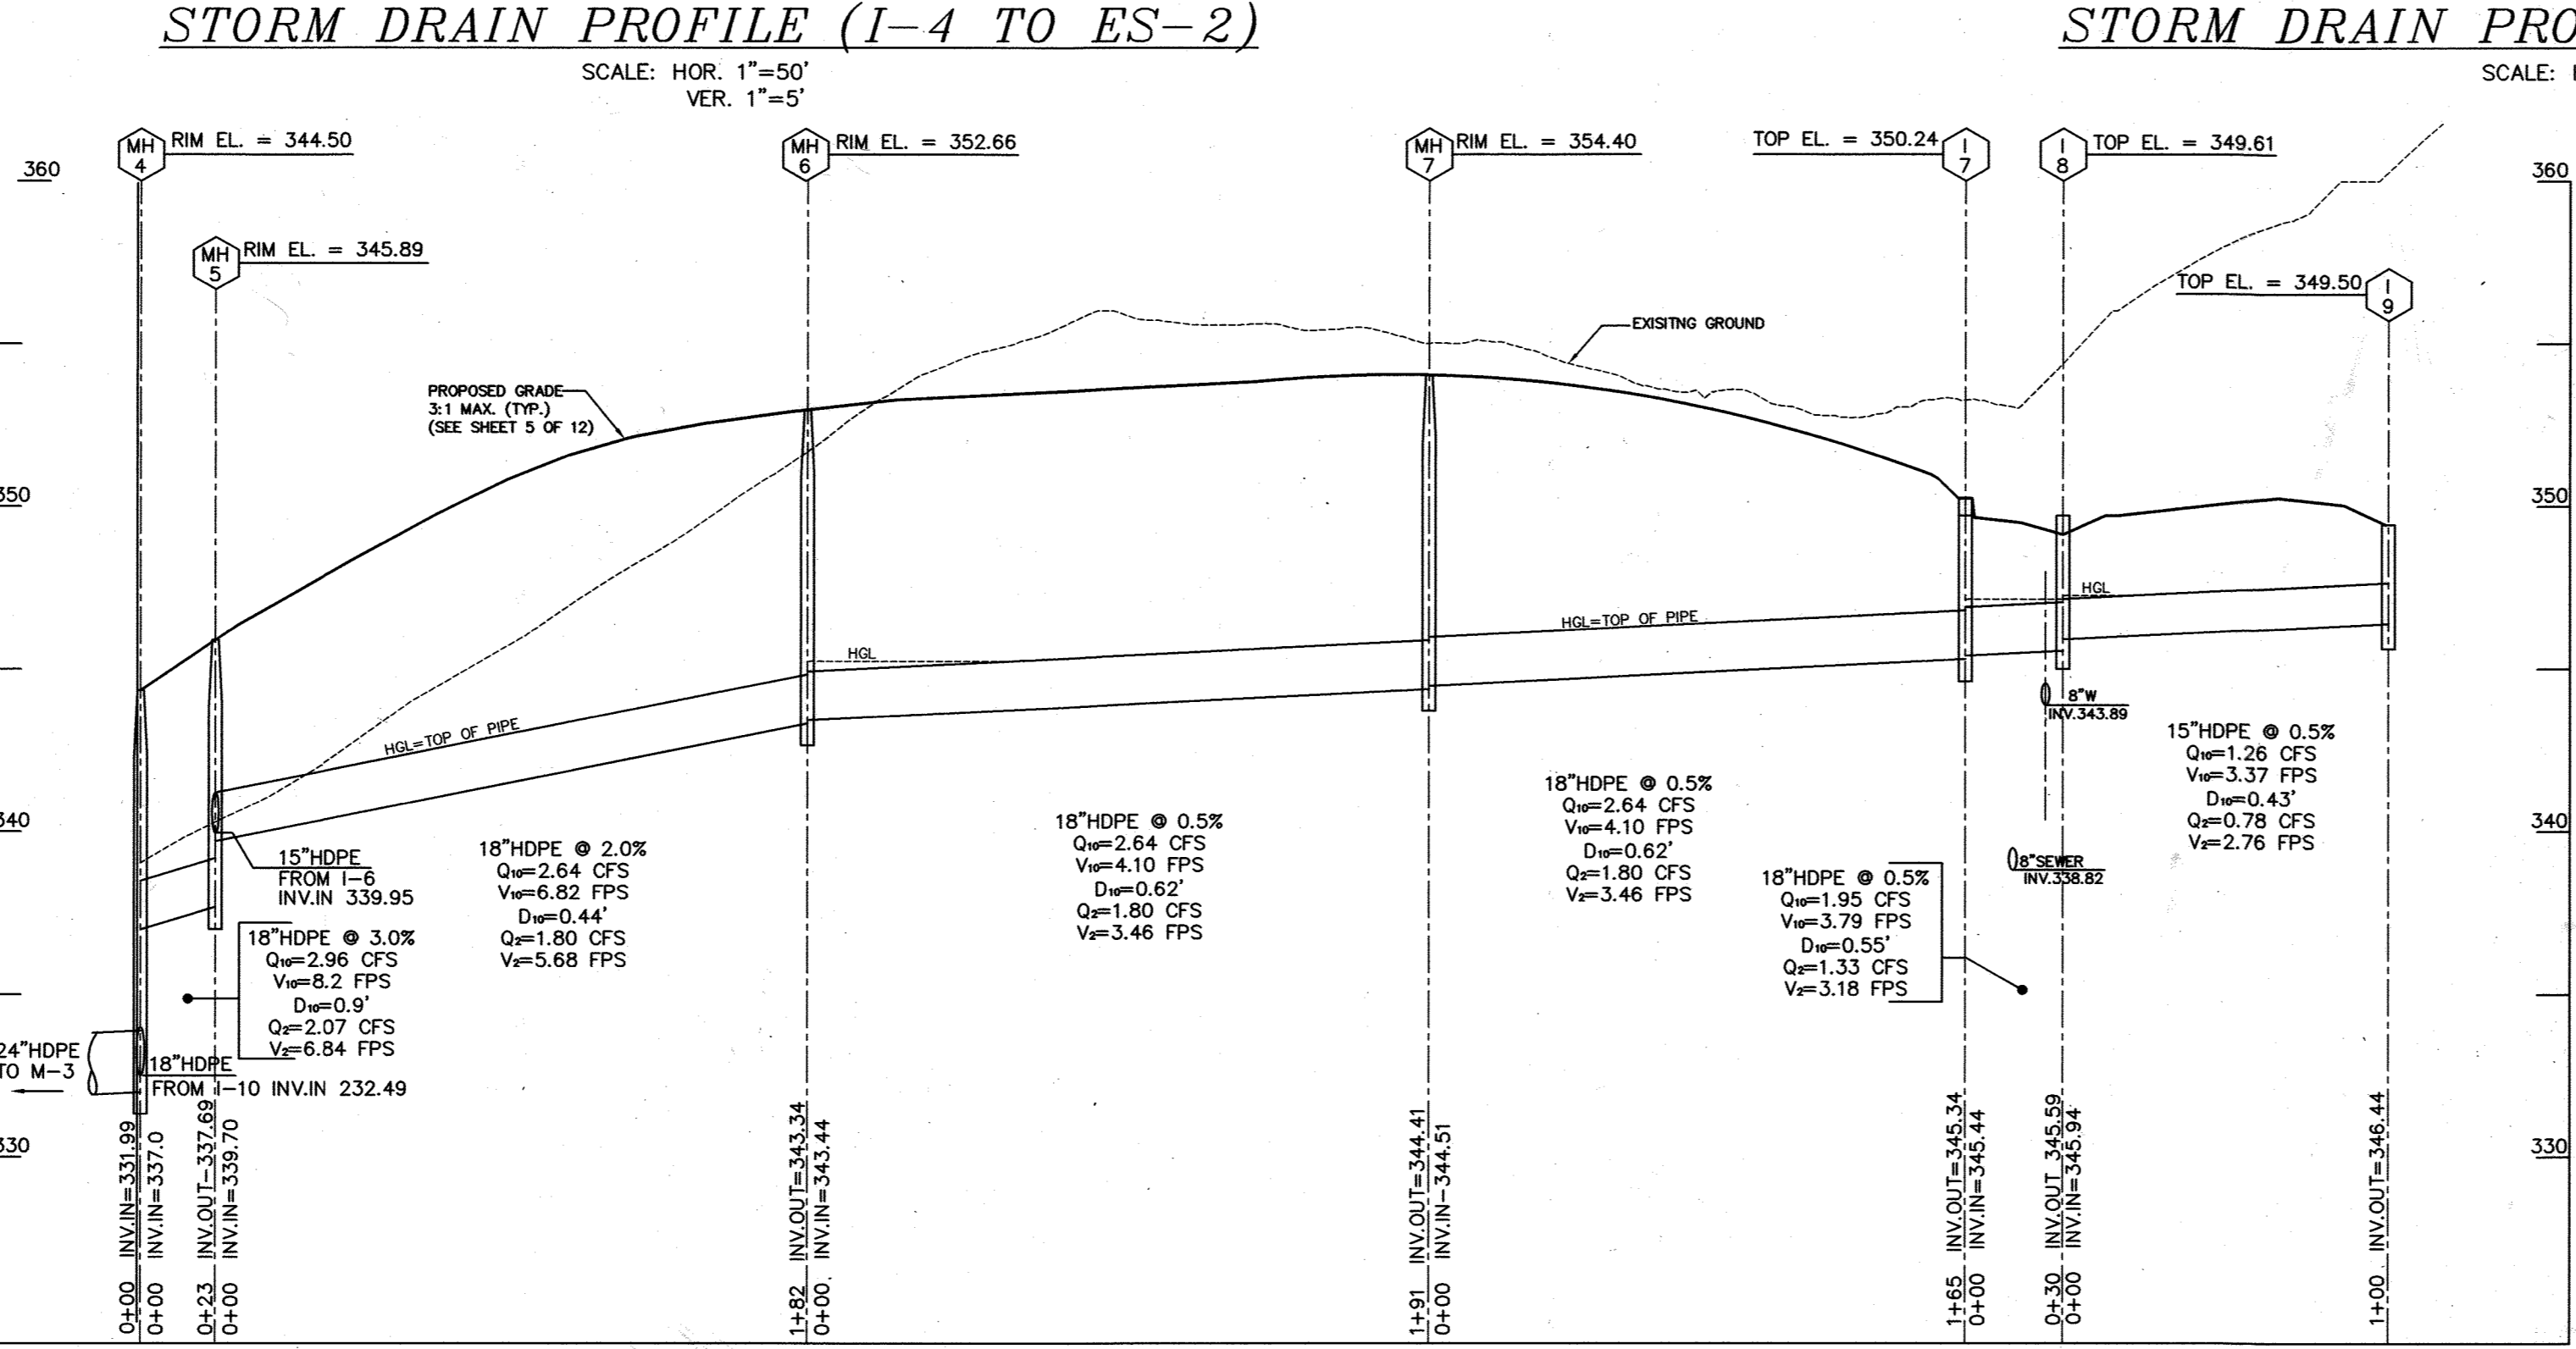 STORM DRAIN PROFILE (I-4 TO ES-2)
SCALE: HOR. 1"=50'
VER. 1"=5'
STORM DRAIN PRO
SCALE:
MH
4
RIM EL. = 344.50
MH
5
RIM EL. = 345.89
MH
6
RIM EL. = 352.66
MH
7
RIM EL. = 354.40
TOP EL. = 350.24
I
7
I
8
TOP EL. = 349.61
TOP EL. = 349.50
I
9
360
350
340
330
360
350
340
330
PROPOSED GRADE
3:1 MAX. (TYP.)
(SEE SHEET 5 OF 12)
EXISITNG GROUND
HGL=TOP OF PIPE
HGL
HGL=TOP OF PIPE
HGL
15"HDPE
FROM I-6
INV.IN 339.95
18"HDPE @ 3.0%
Q10=2.96 CFS
V10=8.2 FPS
D10=0.9'
Q2=2.07 CFS
V2=6.84 FPS
24"HDPE
TO M-3
18"HDPE
FROM I-10 INV.IN 232.49
18"HDPE @ 2.0%
Q10=2.64 CFS
V10=6.82 FPS
D10=0.44'
Q2=1.80 CFS
V2=5.68 FPS
18"HDPE @ 0.5%
Q10=2.64 CFS
V10=4.10 FPS
D10=0.62'
Q2=1.80 CFS
V2=3.46 FPS
18"HDPE @ 0.5%
Q10=2.64 CFS
V10=4.10 FPS
D10=0.62'
Q2=1.80 CFS
V2=3.46 FPS
18"HDPE @ 0.5%
Q10=1.95 CFS
V10=3.79 FPS
D10=0.55'
Q2=1.33 CFS
V2=3.18 FPS
8"W
INV.343.89
8"SEWER
INV.338.82
15"HDPE @ 0.5%
Q10=1.26 CFS
V10=3.37 FPS
D10=0.43'
Q2=0.78 CFS
V2=2.76 FPS
0+00 INV.IN=331.99
0+00 INV.IN=337.0
0+23 INV.OUT-337.69
0+00 INV.IN=339.70
1+82 INV.OUT=343.34
0+00 INV.IN=343.44
1+91 INV.OUT=344.41
0+00 INV.IN-344.51
1+65 INV.OUT=345.34
0+00 INV.IN=345.44
0+30 INV.OUT 345.59
0+00 INV.IN=345.94
1+00 INV.OUT=346.44